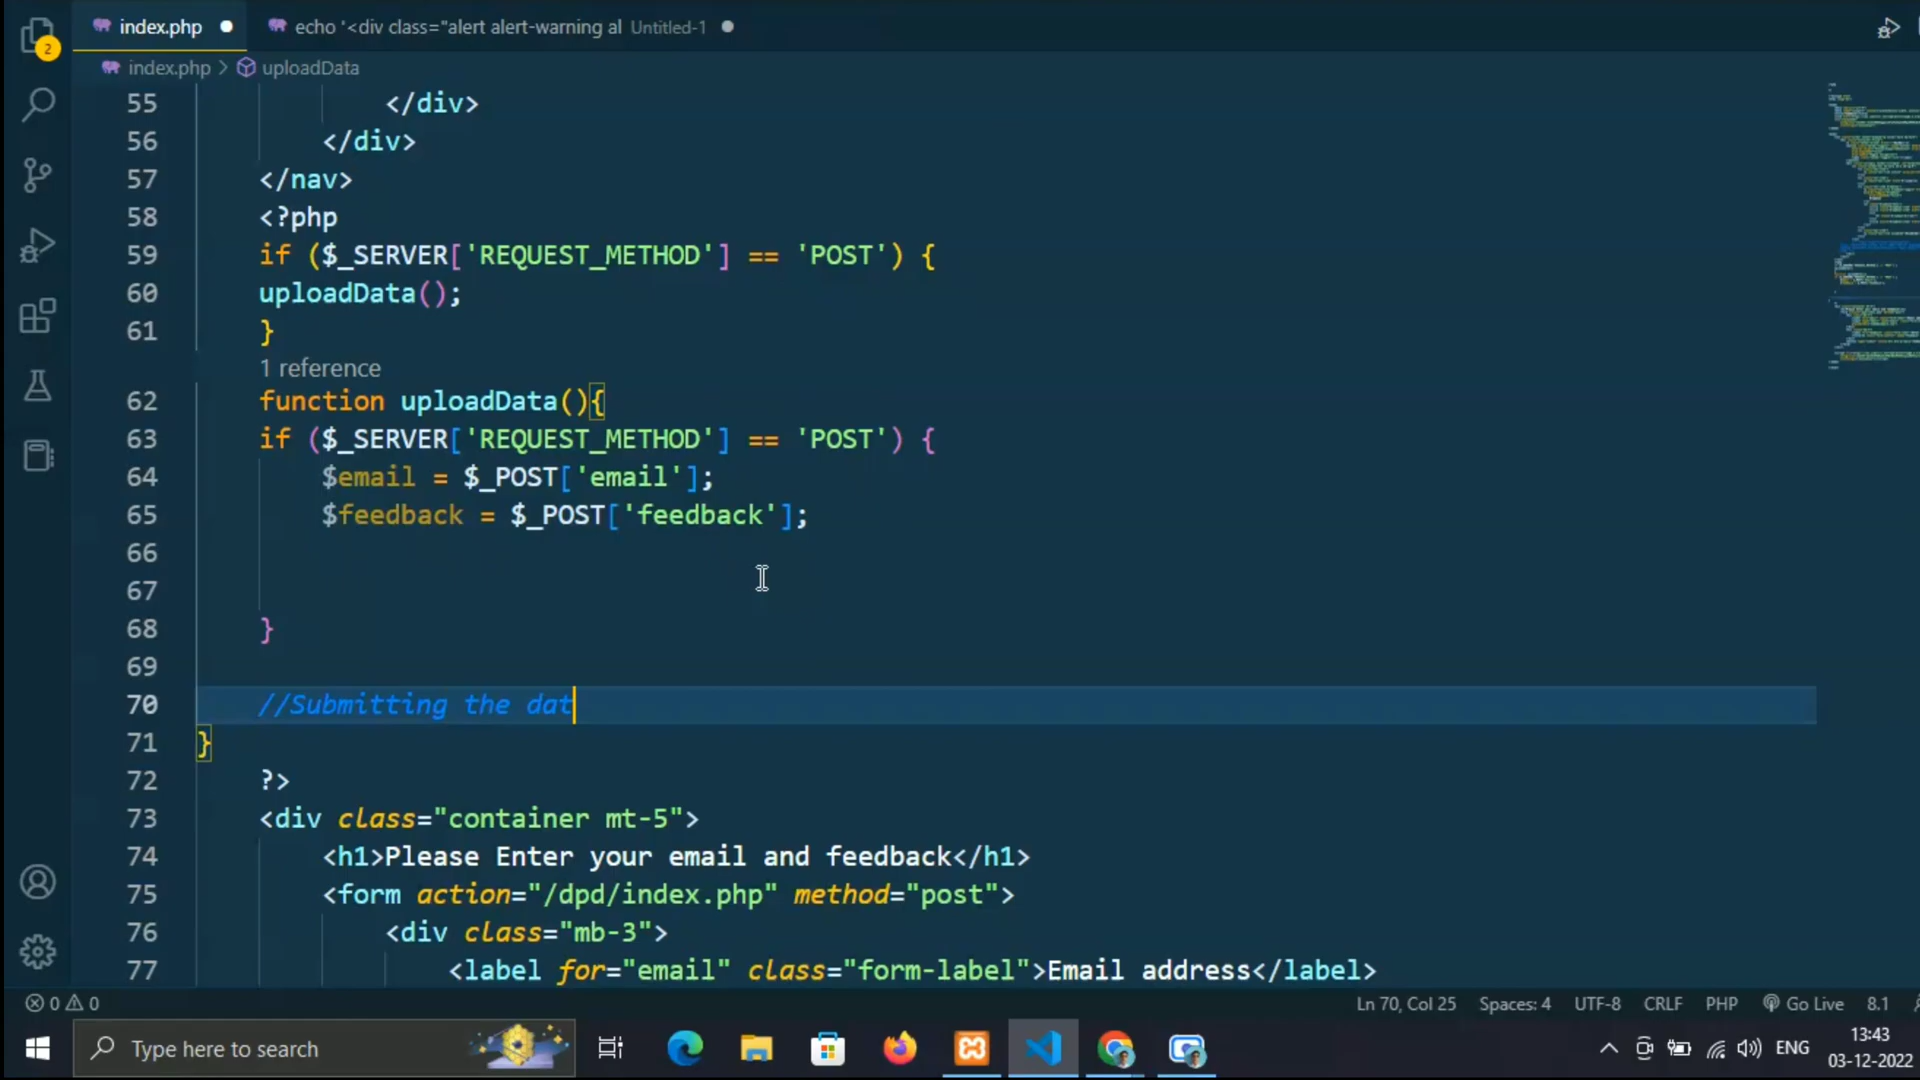 index.php
echo '<div class="alert alert-warning al Untitled-1
2
index.php > uploadData
55 </div>
56 </div>
57 </nav>
58 <?php
59 if ($_SERVER['REQUEST_METHOD'] == 'POST') {
60 uploadData();
61 }
1 reference
62 function uploadData(){
63 if ($_SERVER['REQUEST_METHOD'] == 'POST') {
64 $email = $_POST['email'];
65 $feedback = $_POST['feedback'];
66
67
68 }
69
70 //Submitting the dat
71 }
72 ?>
73 <div class="container mt-5">
74 <h1>Please Enter your email and feedback</h1>
75 <form action="/dpd/index.php" method="post">
76 <div class="mb-3">
77 <label for="email" class="form-label">Email address</label>
0 0 Ln 70, Col 25 Spaces: 4 UTF-8 CRLF PHP Go Live 8.1
Type here to search
ENG
13:43
03-12-2022